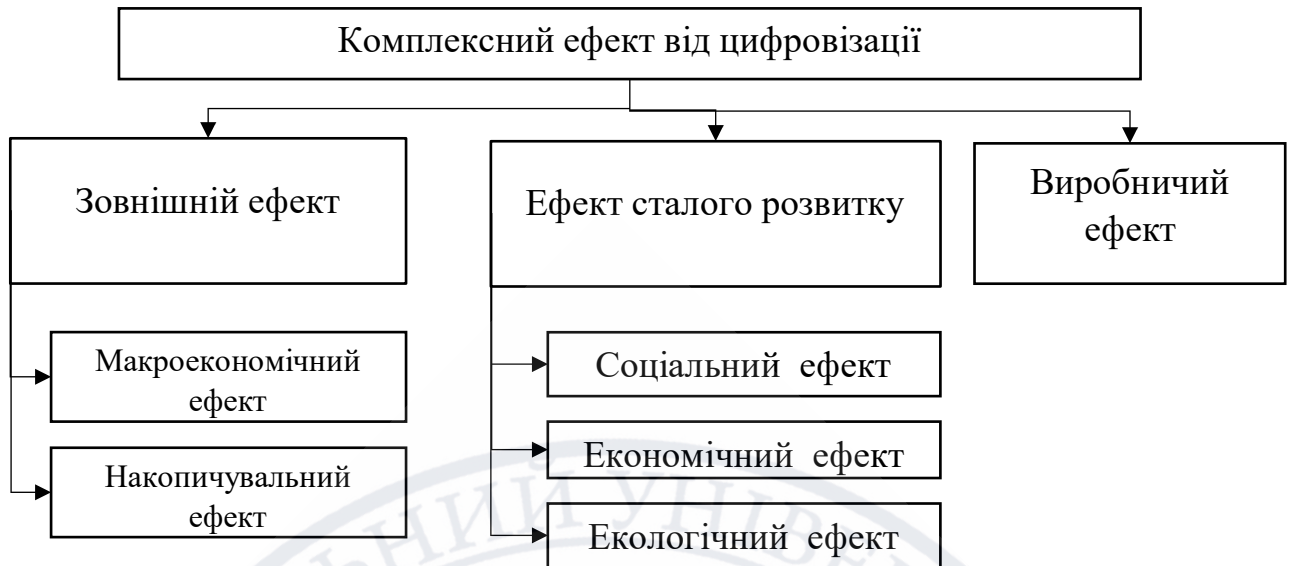 Комплексний ефект від цифровізації
Зовнішній ефект
Ефект сталого розвитку
Виробничий
ефект
Макроекономічний
ефект
Накопичувальний
ефект
Соціальний ефект
Економічний ефект
Екологічний ефект